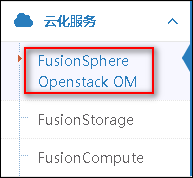 云化服务
FusionSphere
Openstack OM
FusionStorage
FusionCompute